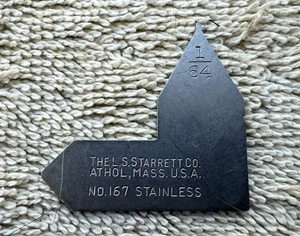 1
64
THE L.S. STARRETT CO.
ATHOL, MASS. U.S.A.
NO. 167 STAINLESS